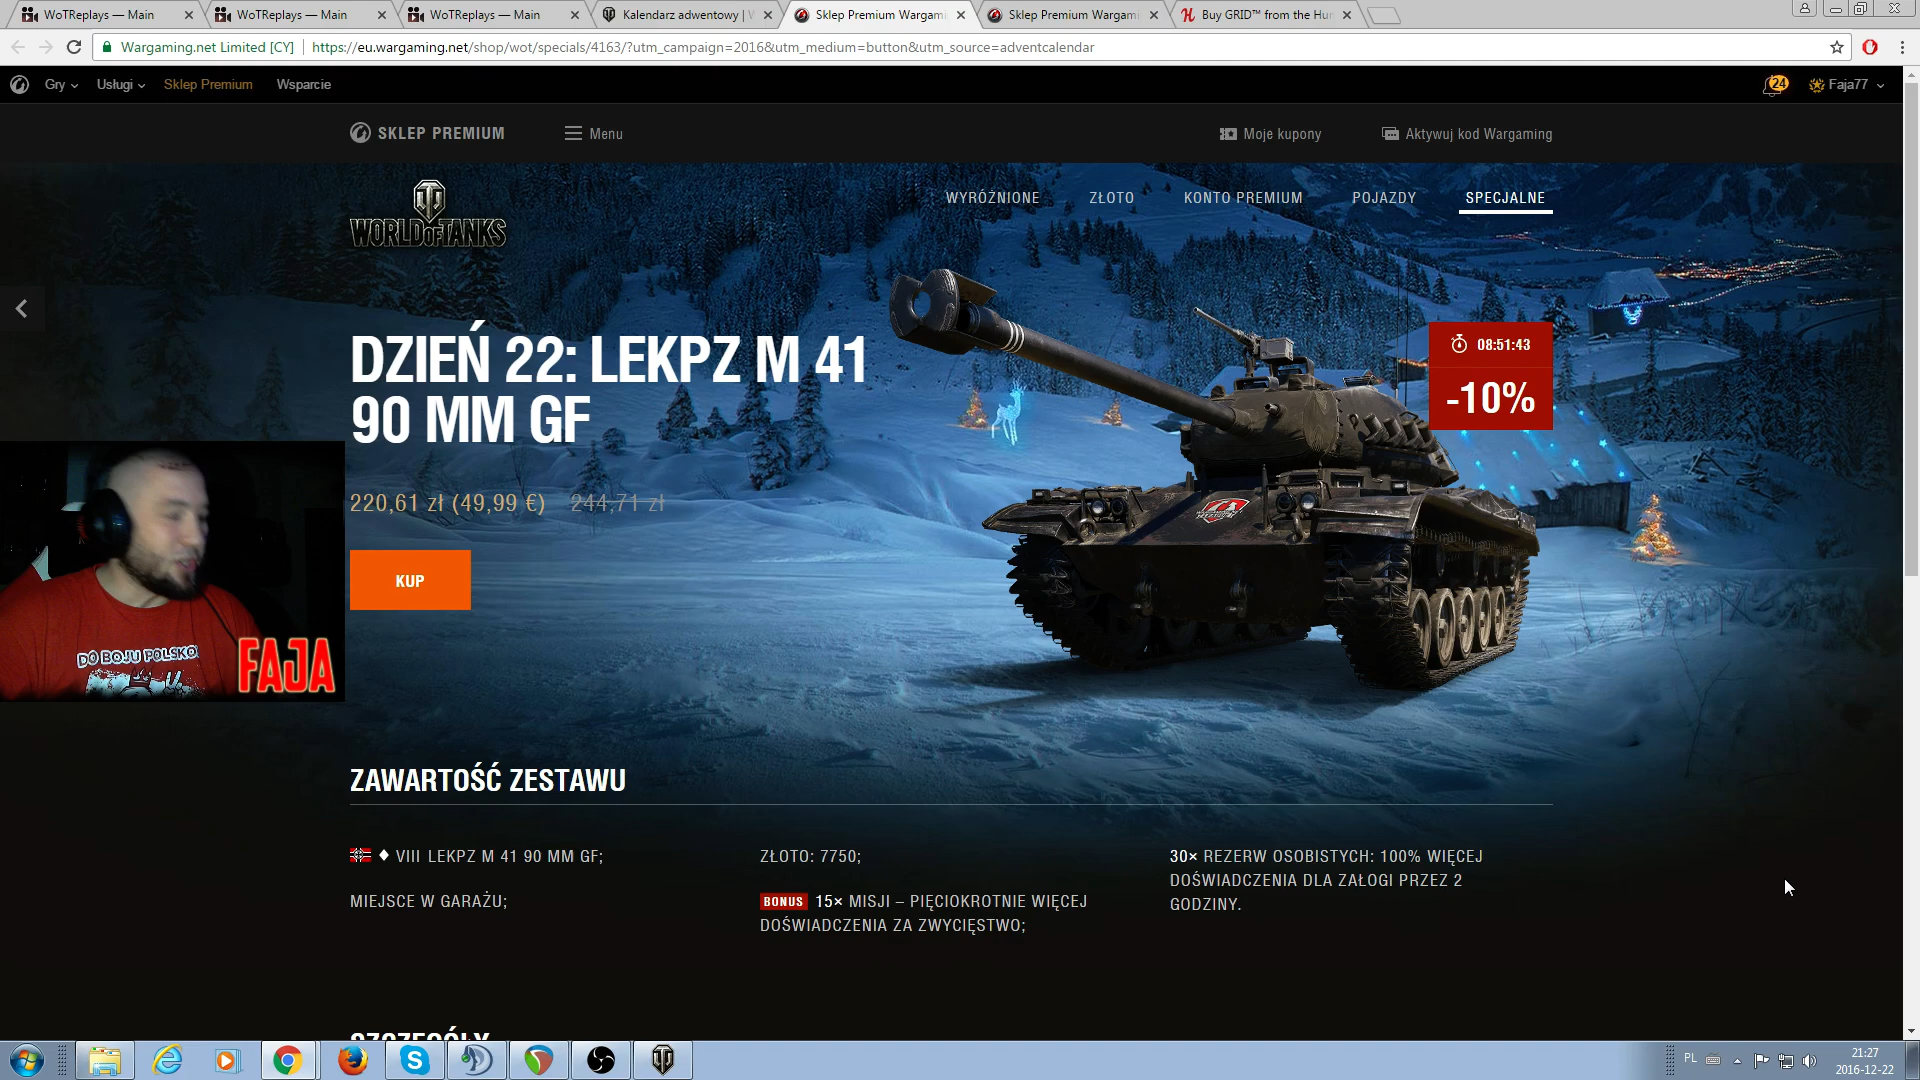 WoTReplays — Main
WoTReplays — Main
WoTReplays — Main
Kalendarz adwentowy | W
Sklep Premium Wargami
Sklep Premium Wargami
Buy GRID™ from the Hum
Wargaming.net Limited [CY]
https://eu.wargaming.net/shop/wot/specials/4163/?utm_campaign=2016&utm_medium=button&utm_source=adventcalendar
Gry
Usługi
Sklep Premium
Wsparcie
24
Faja77
SKLEP PREMIUM
Menu
Moje kupony
Aktywuj kod Wargaming
WORLD OF TANKS
WYRÓŻNIONE
ZŁOTO
KONTO PREMIUM
POJAZDY
SPECJALNE
DZIEŃ 22: LEKPZ M 41
90 MM GF
08:51:43
-10%
220,61 zł (49,99 €) 244,71 zł
KUP
DO BOJU POLSKO
FAJA
ZAWARTOŚĆ ZESTAWU
VIII LEKPZ M 41 90 MM GF;
MIEJSCE W GARAŻU;
ZŁOTO: 7750;
BONUS 15× MISJI – PIĘCIOKROTNIE WIĘCEJ
DOŚWIADCZENIA ZA ZWYCIĘSTWO;
30× REZERW OSOBISTYCH: 100% WIĘCEJ
DOŚWIADCZENIA DLA ZAŁOGI PRZEZ 2
GODZINY.
SZCZEGÓŁY
PL
21:27
2016-12-22